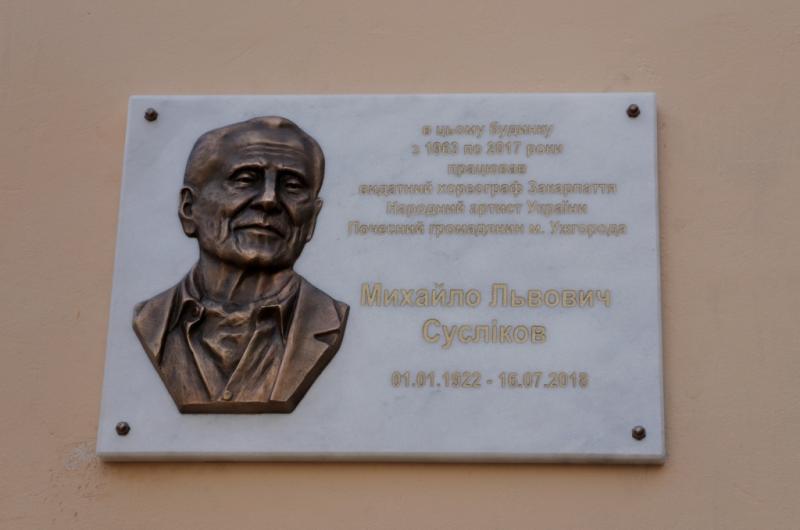 в цьому будинку
з 1963 по 2017 роки
працював
видатний хореограф Закарпаття
Народний артист України
Почесний громадянин м. Ужгорода
Михайло Львович
Сусліков
01.01.1922 - 16.07.2018